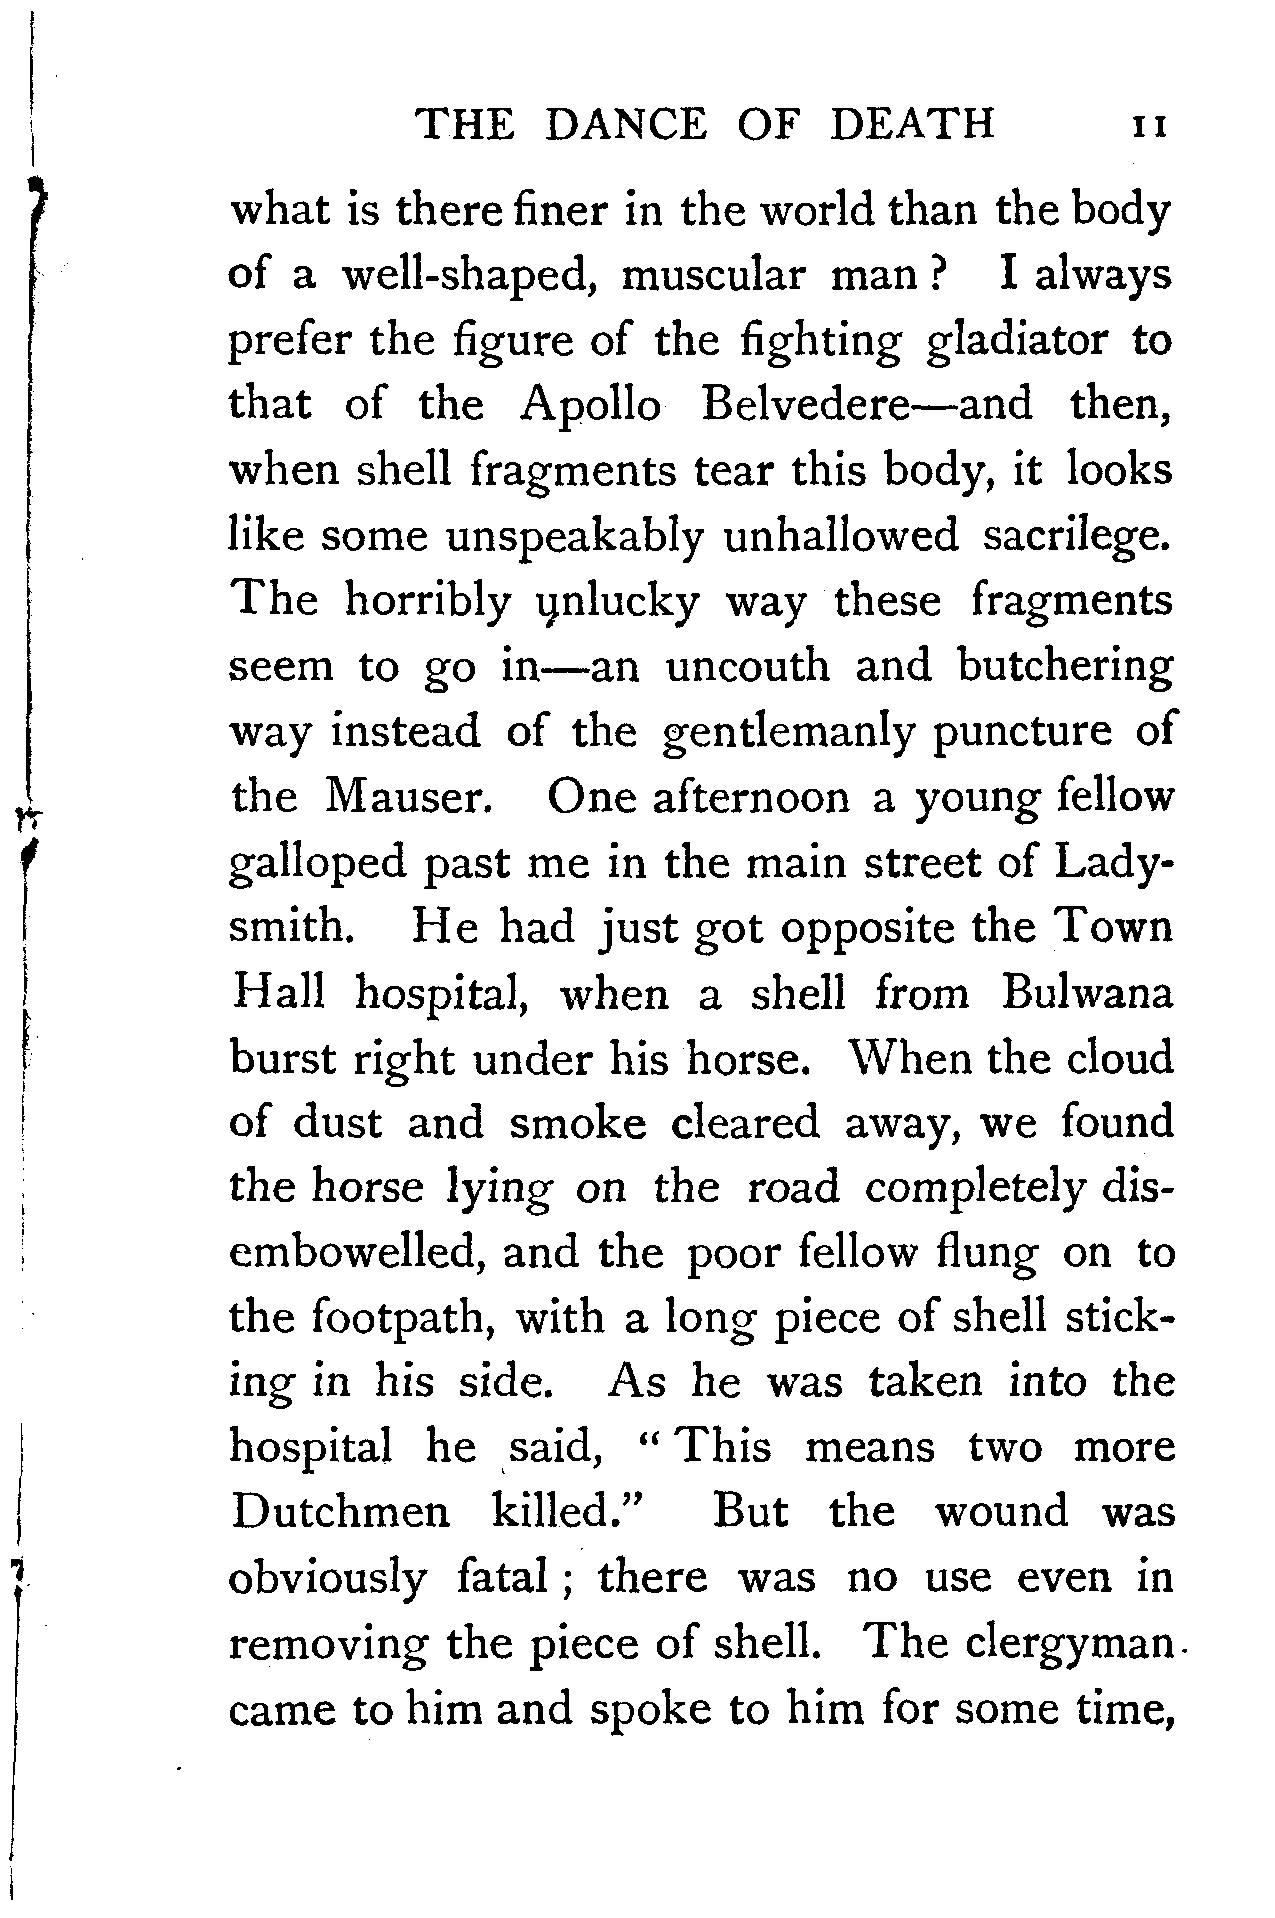 THE DANCE OF DEATH 11
what is there finer in the world than the body
of a well-shaped, muscular man ? I always
prefer the figure of the fighting gladiator to
that of the Apollo Belvedere—and then,
when shell fragments tear this body, it looks
like some unspeakably unhallowed sacrilege.
The horribly unlucky way these fragments
seem to go in—an uncouth and butchering
way instead of the gentlemanly puncture of
the Mauser. One afternoon a young fellow
galloped past me in the main street of Lady-
smith. He had just got opposite the Town
Hall hospital, when a shell from Bulwana
burst right under his horse. When the cloud
of dust and smoke cleared away, we found
the horse lying on the road completely dis-
embowelled, and the poor fellow flung on to
the footpath, with a long piece of shell stick-
ing in his side. As he was taken into the
hospital he said, “ This means two more
Dutchmen killed.” But the wound was
obviously fatal ; there was no use even in
removing the piece of shell. The clergyman
came to him and spoke to him for some time,